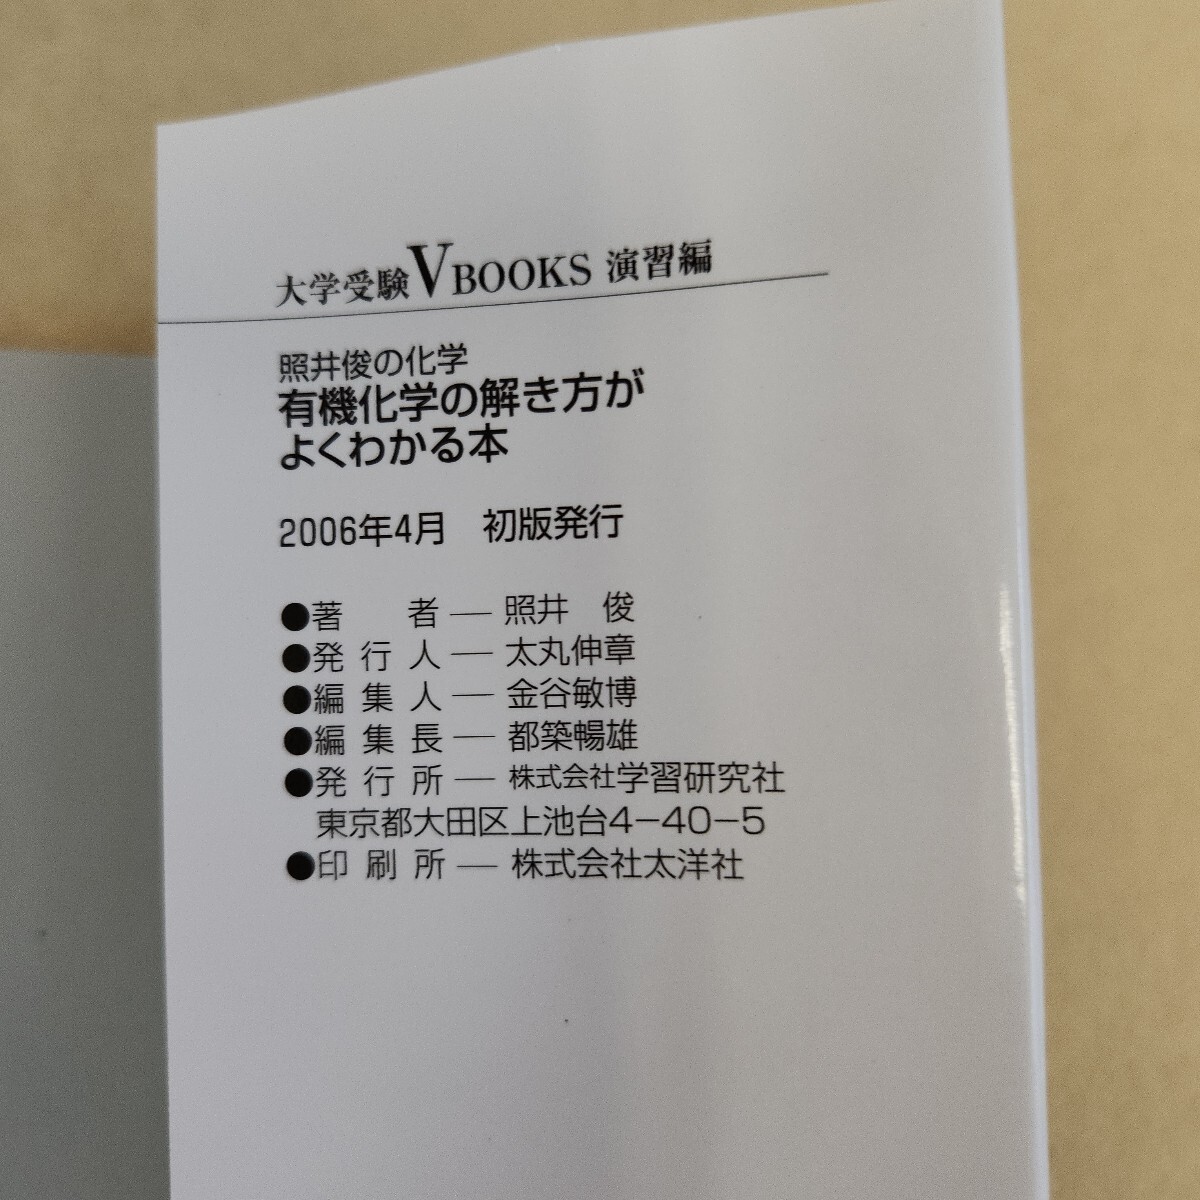 大学受験VBOOKS 演習編
照井俊の化学
有機化学の解き方が
よくわかる本
2006年4月 初版発行
●著 者 — 照井 俊
●発行人 — 太丸伸章
●編集人 — 金谷敏博
●編集長 — 都築暢雄
●発行所 — 株式会社学習研究社
東京都大田区上池台4−40−5
●印刷所 — 株式会社太洋社